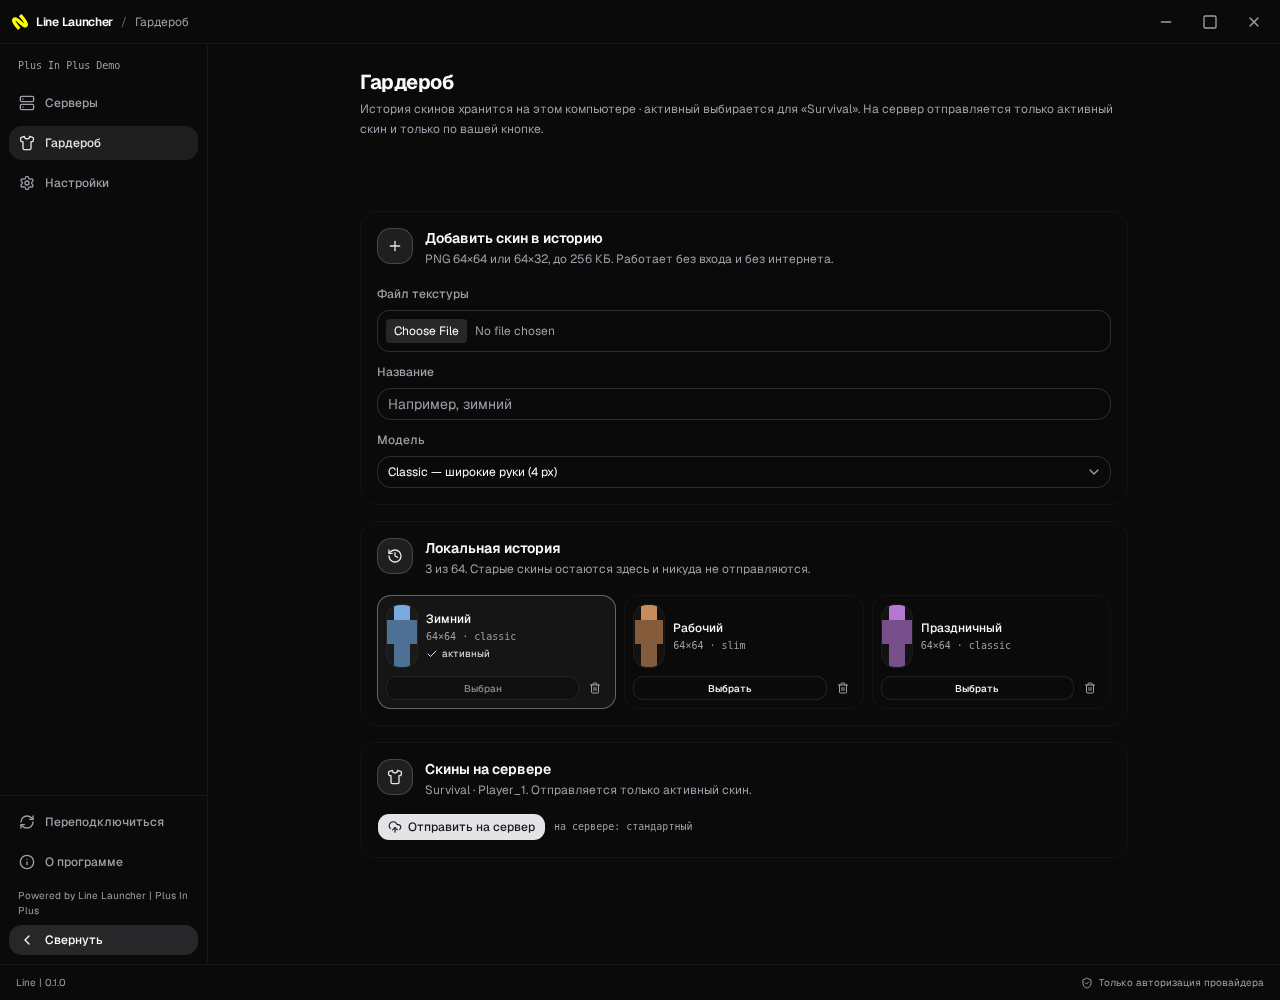 Line Launcher / Гардероб
Plus In Plus Demo
Серверы
Гардероб
Настройки
Переподключиться
О программе
Powered by Line Launcher | Plus In
Plus
Свернуть
Гардероб
История скинов хранится на этом компьютере · активный выбирается для «Survival». На сервер отправляется только активный
скин и только по вашей кнопке.
Добавить скин в историю
PNG 64×64 или 64×32, до 256 КБ. Работает без входа и без интернета.
Файл текстуры
Choose File No file chosen
Название
Например, зимний
Модель
Classic — широкие руки (4 px)
Локальная история
3 из 64. Старые скины остаются здесь и никуда не отправляются.
Зимний
64×64 · classic
активный
Выбран
Рабочий
64×64 · slim
Выбрать
Праздничный
64×64 · classic
Выбрать
Скины на сервере
Survival · Player_1. Отправляется только активный скин.
Отправить на сервер
на сервере: стандартный
Line | 0.1.0
Только авторизация провайдера